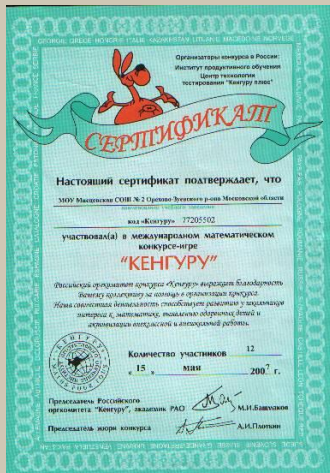 Организаторы конкурса в России:
Институт продуктивного обучения
Центр технологии
тестирования "Кенгуру плюс"
СЕРТИФИКАТ
Настоящий сертификат подтверждает, что
МОУ Мисцевская СОШ № 2 Орехово-Зуевского р-она Московской области
код «Кенгуру» 77205502
участвовал(а) в международном математическом
конкурсе-игре
"КЕНГУРУ"
Российский оргкомитет конкурса «Кенгуру» выражает благодарность
Вашему коллективу за помощь в организации конкурса.
Наша совместная деятельность способствует развитию у школьников
интереса к математике, выявлению одаренных детей и
активизации внеклассной и внешкольной работы.
Количество участников 12
« 15 » мая 2007 г.
Председатель Российского
оргкомитета "Кенгуру", академик РАО М.И.Башмаков
Председатель жюри конкурса А.И.Плоткин